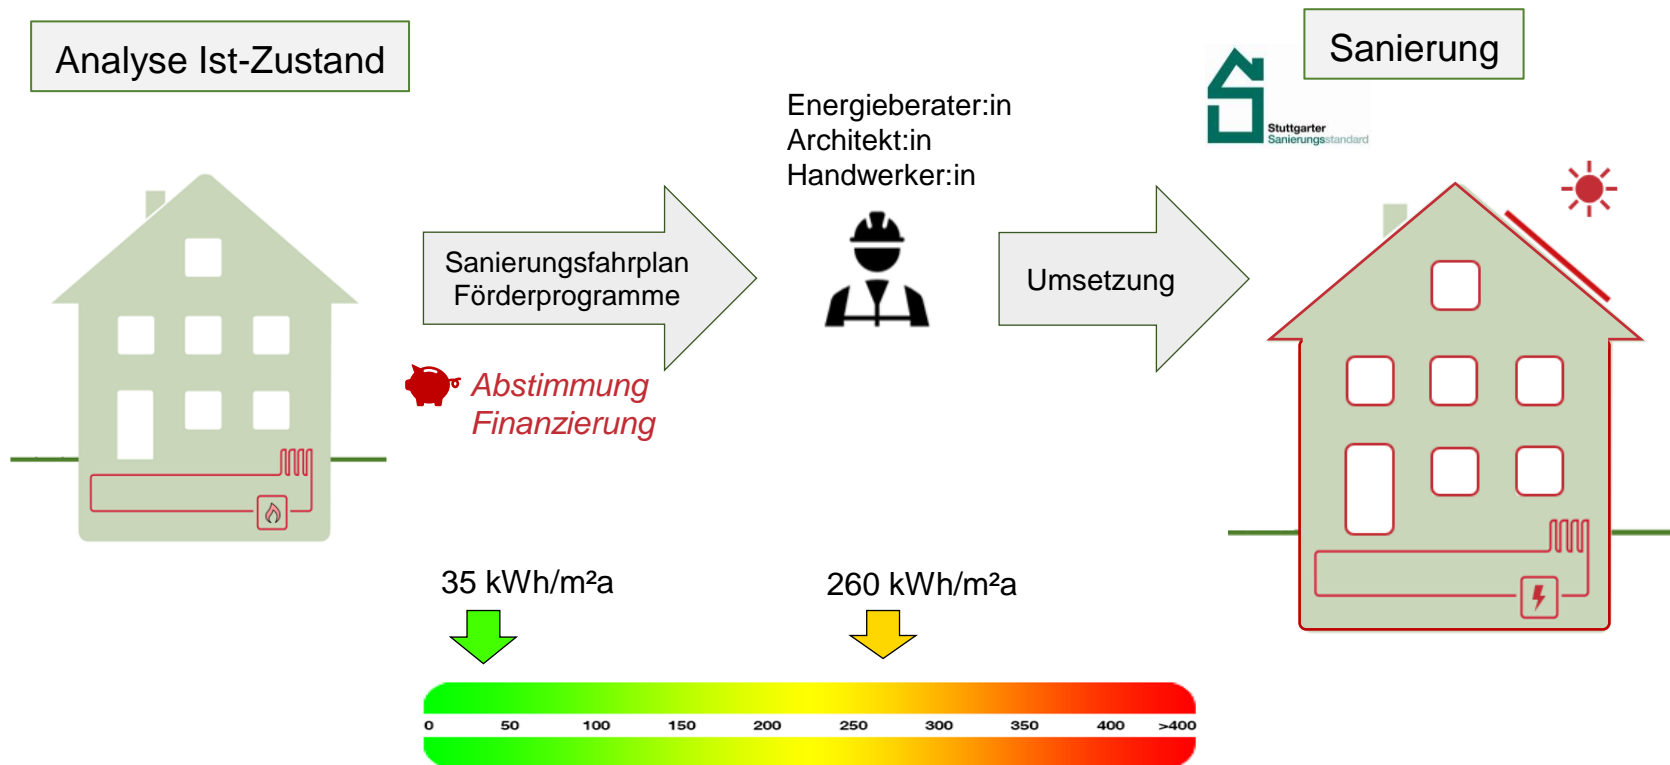 Analyse Ist-Zustand
Sanierung
Stuttgarter
Sanierungsstandard
Energieberater:in
Architekt:in
Handwerker:in
Sanierungsfahrplan
Förderprogramme
Umsetzung
Abstimmung
Finanzierung
35 kWh/m²a
260 kWh/m²a
0 50 100 150 200 250 300 350 400 >400